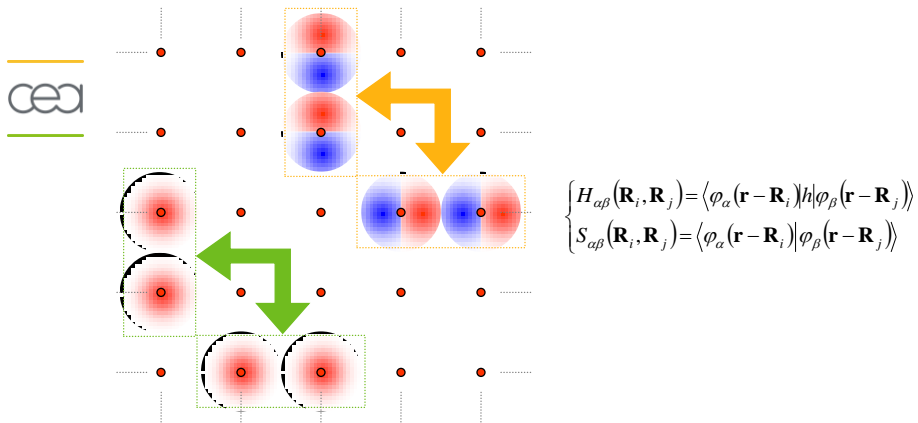 cea
H_{αβ}(𝐑_i, 𝐑_j) = ⟨φ_α(𝐫 − 𝐑_i)|h|φ_β(𝐫 − 𝐑_j)⟩
S_{αβ}(𝐑_i, 𝐑_j) = ⟨φ_α(𝐫 − 𝐑_i)|φ_β(𝐫 − 𝐑_j)⟩